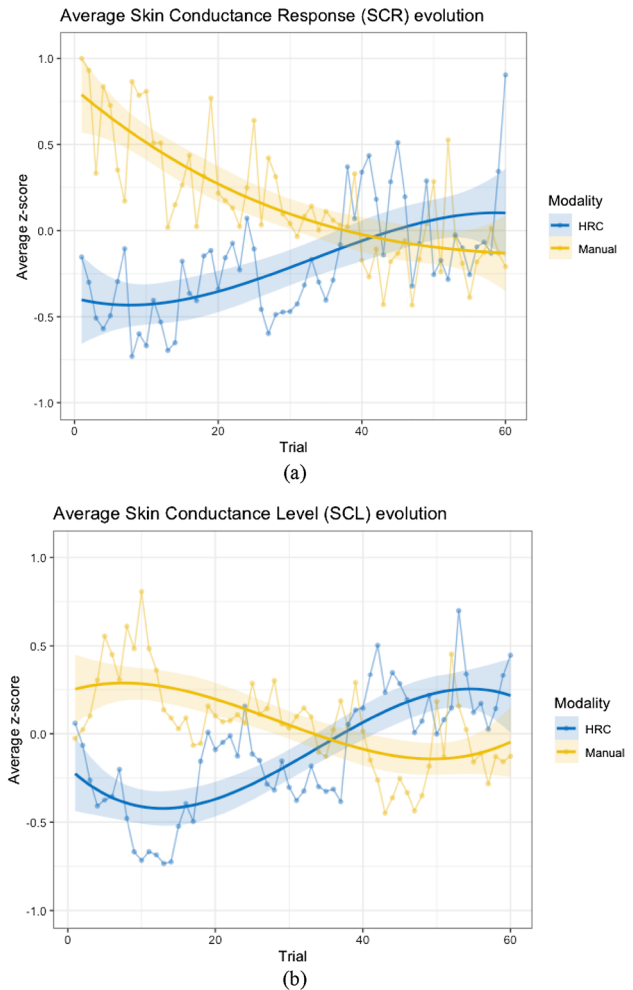 Average Skin Conductance Response (SCR) evolution
1.0
0.5
0.0
-0.5
-1.0
Average z-score
0 20 40 60
Trial
Modality
HRC
Manual
(a)
Average Skin Conductance Level (SCL) evolution
1.0
0.5
0.0
-0.5
-1.0
Average z-score
0 20 40 60
Trial
Modality
HRC
Manual
(b)